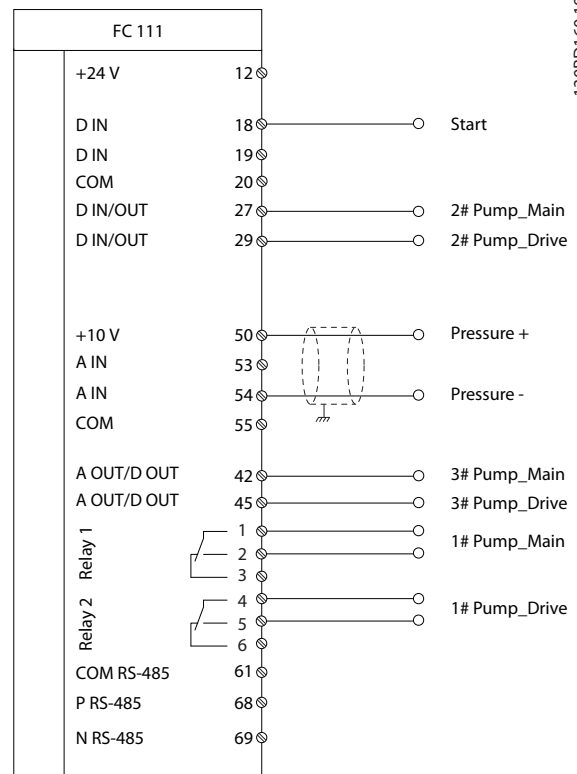 FC 111
+24 V 12
D IN 18 Start
D IN 19
COM 20
D IN/OUT 27 2# Pump_Main
D IN/OUT 29 2# Pump_Drive
+10 V 50 Pressure +
A IN 53
A IN 54 Pressure -
COM 55
A OUT/D OUT 42 3# Pump_Main
A OUT/D OUT 45 3# Pump_Drive
Relay 1
1
2
3
1# Pump_Main
Relay 2
4
5
6
1# Pump_Drive
COM RS-485 61
P RS-485 68
N RS-485 69